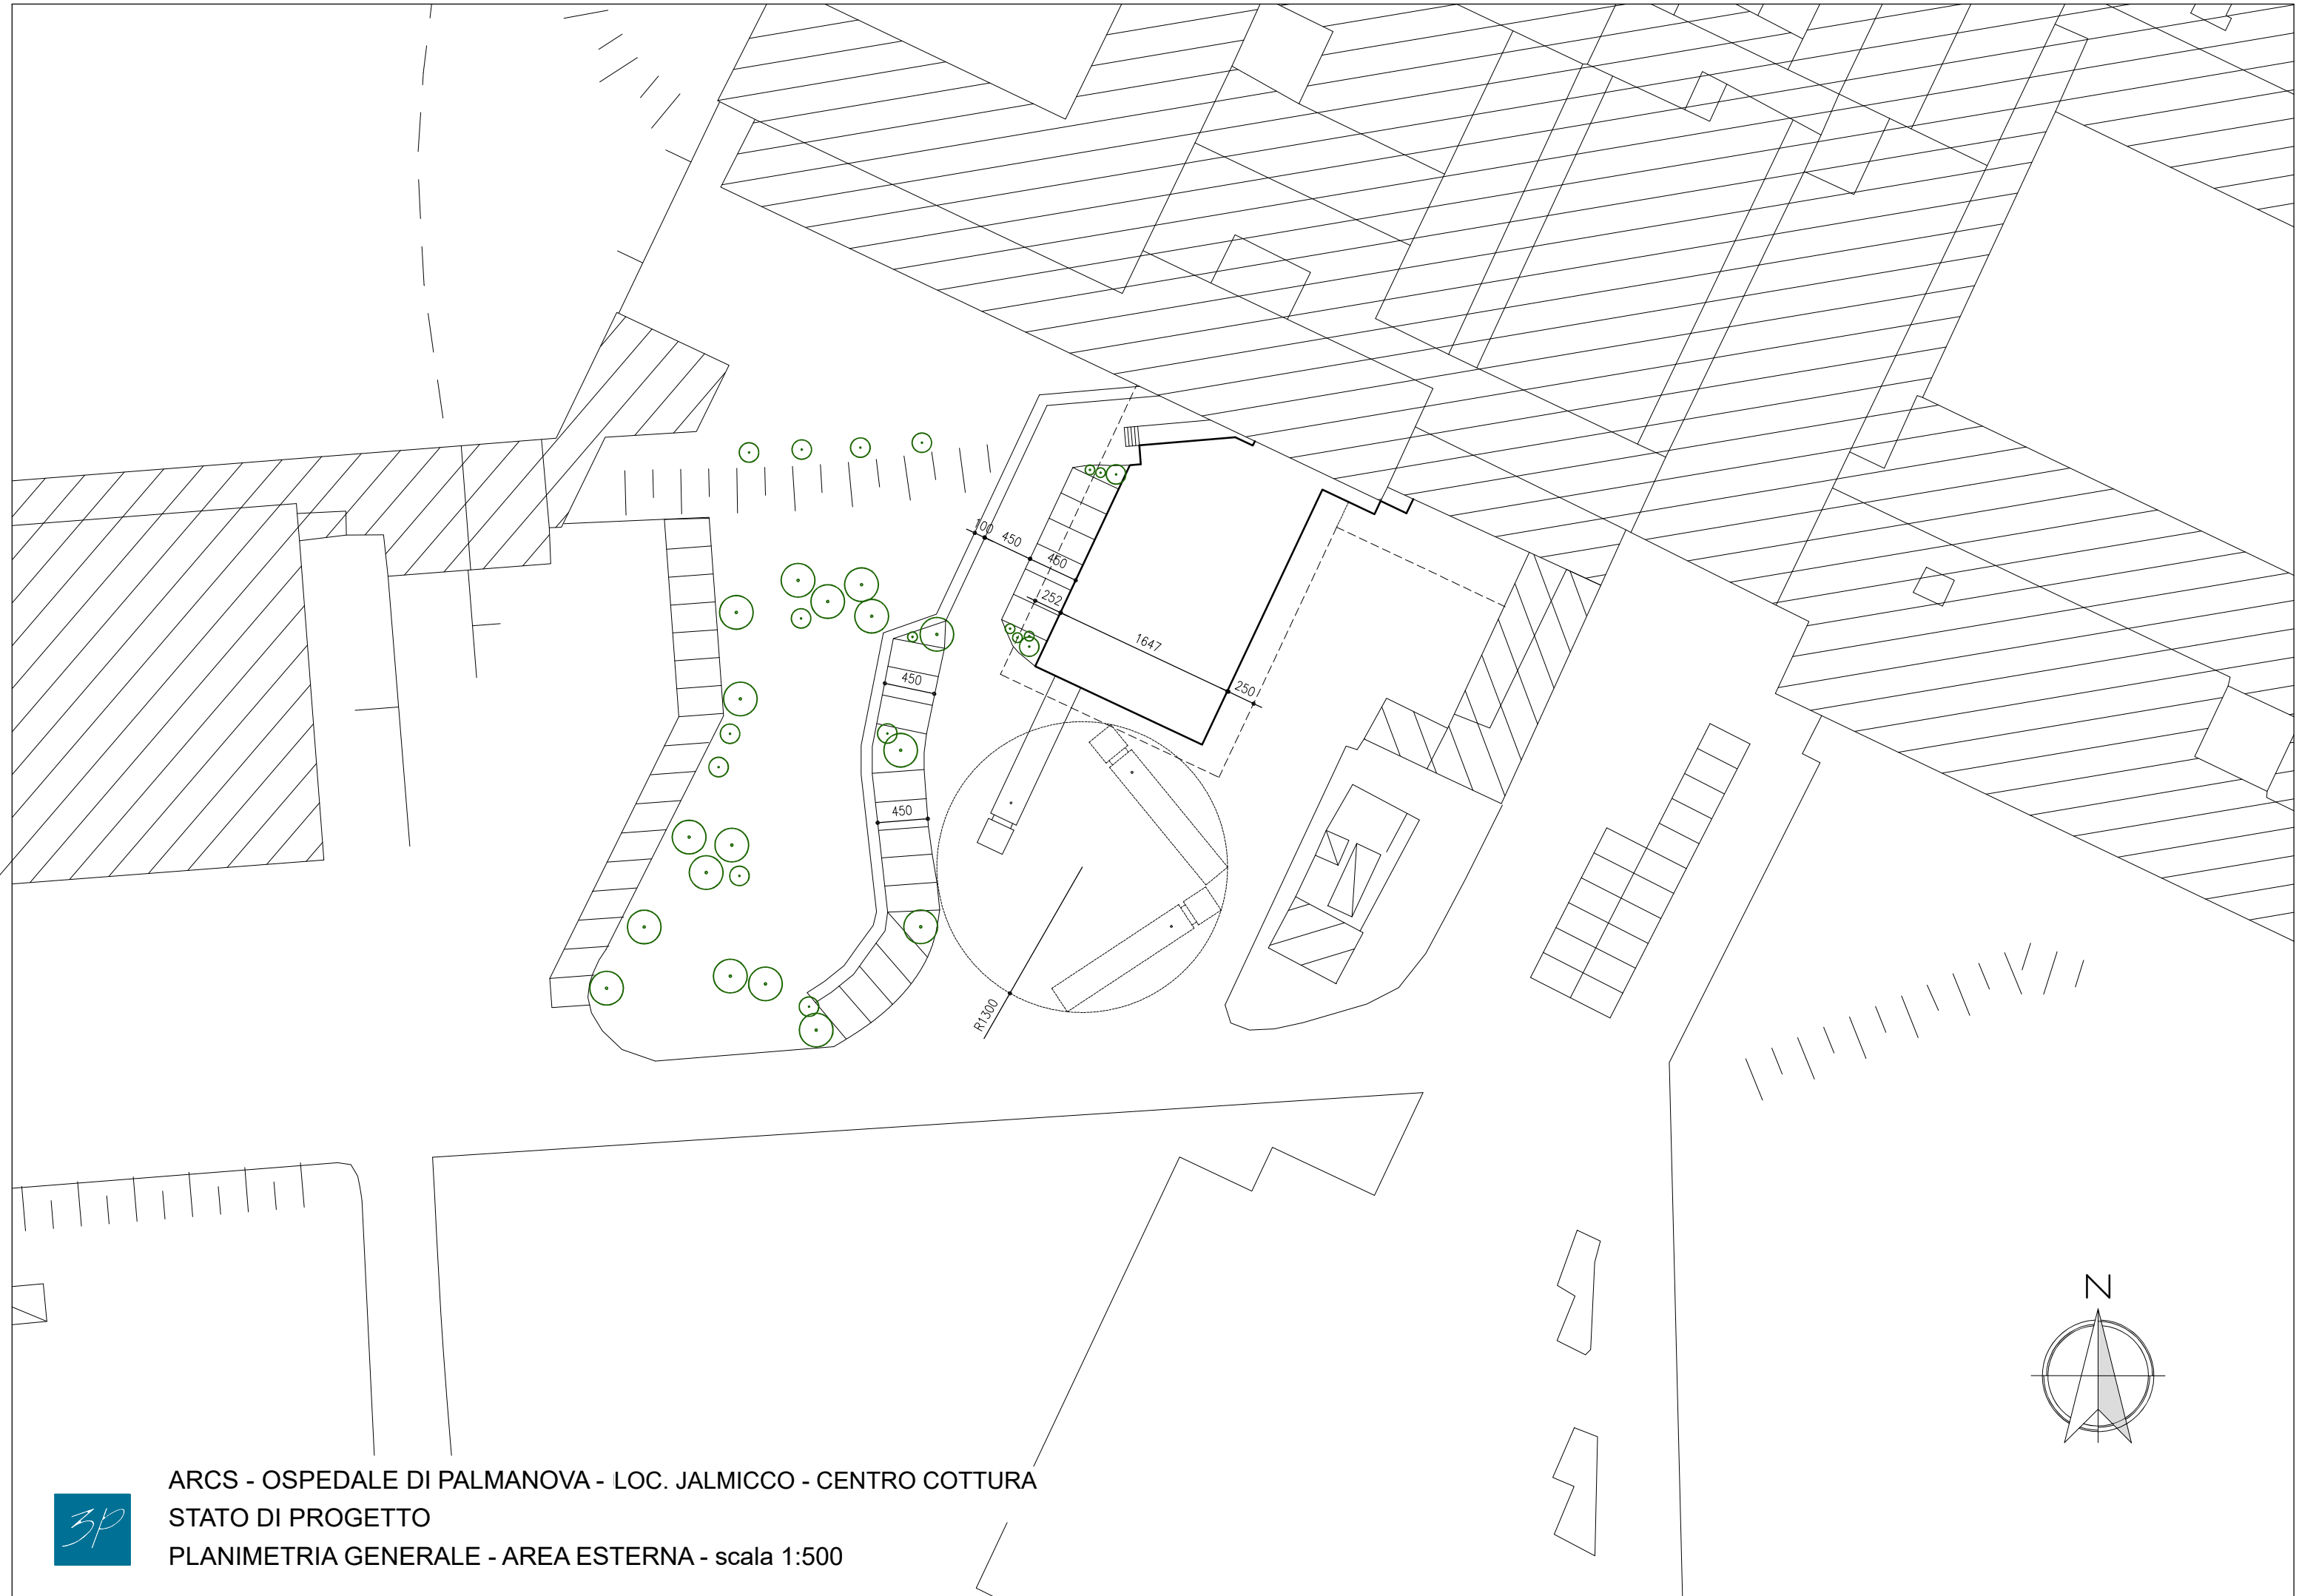 100
450
450
252
1647
250
450
450
R1300
N
3P
ARCS - OSPEDALE DI PALMANOVA - LOC. JALMICCO - CENTRO COTTURA
STATO DI PROGETTO
PLANIMETRIA GENERALE - AREA ESTERNA - scala 1:500